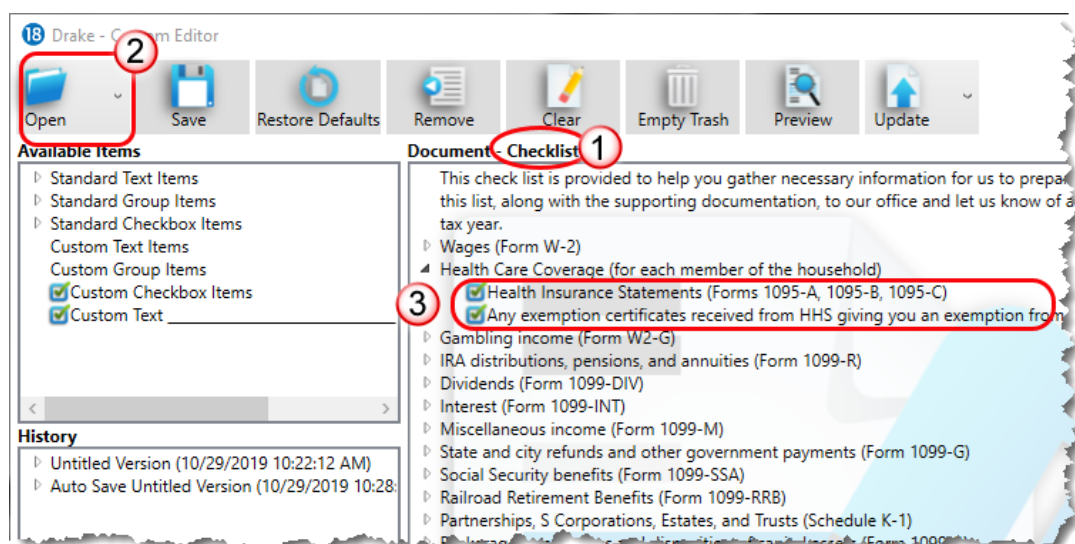 18 Drake - C    m Editor
2
Open
Save
Restore Defaults
Remove
Clear
Empty Trash
Preview
Update
Available Items
Standard Text Items
Standard Group Items
Standard Checkbox Items
Custom Text Items
Custom Group Items
Custom Checkbox Items
Custom Text ____________________
History
Untitled Version (10/29/2019 10:22:12 AM)
Auto Save Untitled Version (10/29/2019 10:28:
Document - Checklist
1
This check list is provided to help you gather necessary information for us to prepa
this list, along with the supporting documentation, to our office and let us know of a
tax year.
Wages (Form W-2)
Health Care Coverage (for each member of the household)
3
Health Insurance Statements (Forms 1095-A, 1095-B, 1095-C)
Any exemption certificates received from HHS giving you an exemption from
Gambling income (Form W2-G)
IRA distributions, pensions, and annuities (Form 1099-R)
Dividends (Form 1099-DIV)
Interest (Form 1099-INT)
Miscellaneous income (Form 1099-M)
State and city refunds and other government payments (Form 1099-G)
Social Security benefits (Form 1099-SSA)
Railroad Retirement Benefits (Form 1099-RRB)
Partnerships, S Corporations, Estates, and Trusts (Schedule K-1)